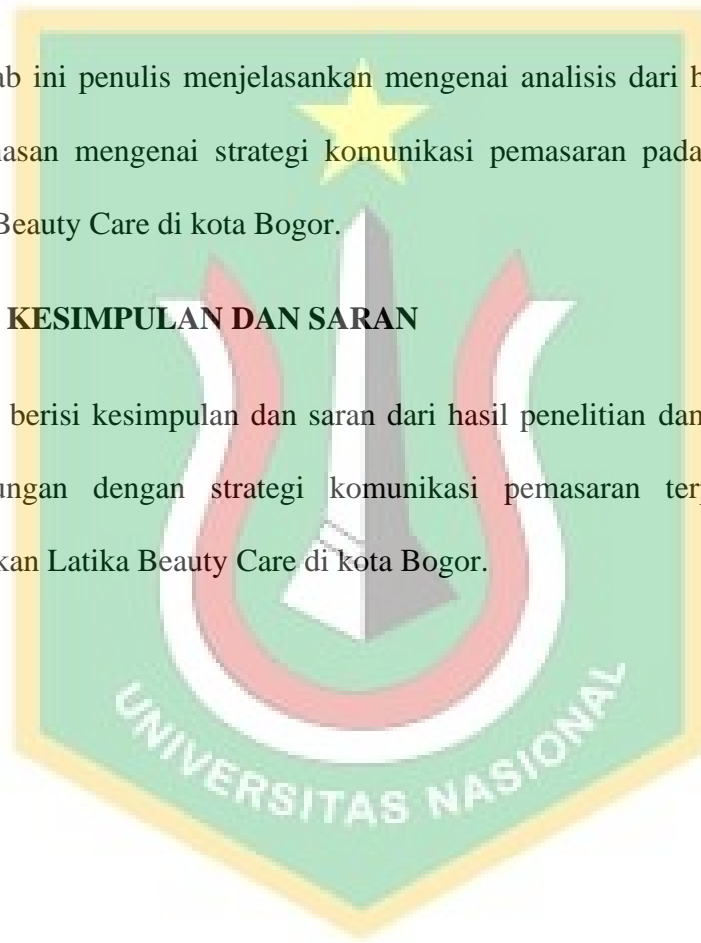 ab ini penulis menjelasankan mengenai analisis dari h
hasan mengenai strategi komunikasi pemasaran pada
Beauty Care di kota Bogor.
KESIMPULAN DAN SARAN
berisi kesimpulan dan saran dari hasil penelitian dan
ungan dengan strategi komunikasi pemasaran terp
kan Latika Beauty Care di kota Bogor.
UNIVERSITAS NASIONAL